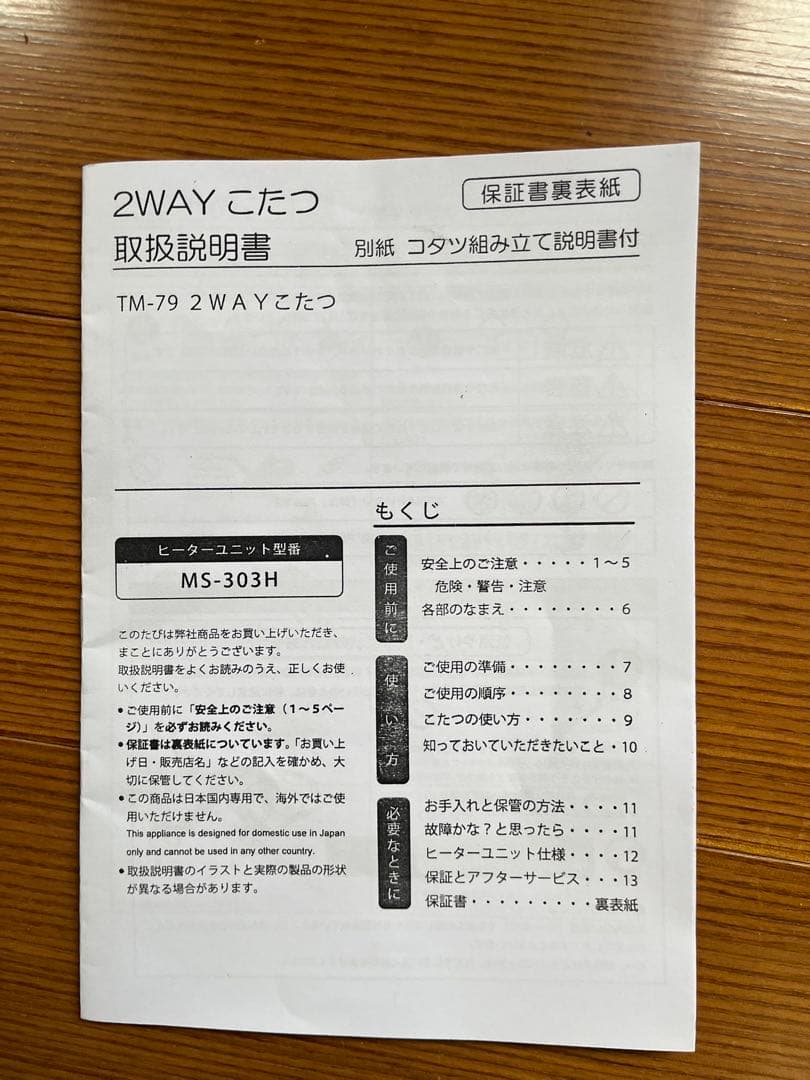 2WAY こたつ
取扱説明書
保証書裏表紙
別紙 コタツ組み立て説明書付
TM-79 2WAYこたつ
ヒーターユニット型番
MS-303H
このたびは弊社商品をお買い上げいただき、
まことにありがとうございます。
取扱説明書をよくお読みのうえ、正しくお使
いください。
●ご使用前に「安全上のご注意（1〜5ペー
ジ）」を必ずお読みください。
●保証書は裏表紙についています。「お買い上
げ日・販売店名」などの記入を確かめ、大
切に保管してください。
●この商品は日本国内専用で、海外ではご使
用いただけません。
This appliance is designed for domestic use in Japan
only and cannot be used in any other country.
●取扱説明書のイラストと実際の製品の形状
が異なる場合があります。
もくじ
ご使用前に
安全上のご注意・・・・・1〜5
危険・警告・注意
各部のなまえ・・・・・・・・6
使い方
ご使用の準備・・・・・・・・7
ご使用の順序・・・・・・・・8
こたつの使い方・・・・・・・9
知っておいていただきたいこと・10
必要なときに
お手入れと保管の方法・・・・11
故障かな？と思ったら・・・・11
ヒーターユニット仕様・・・・12
保証とアフターサービス・・・13
保証書・・・・・・・・・裏表紙